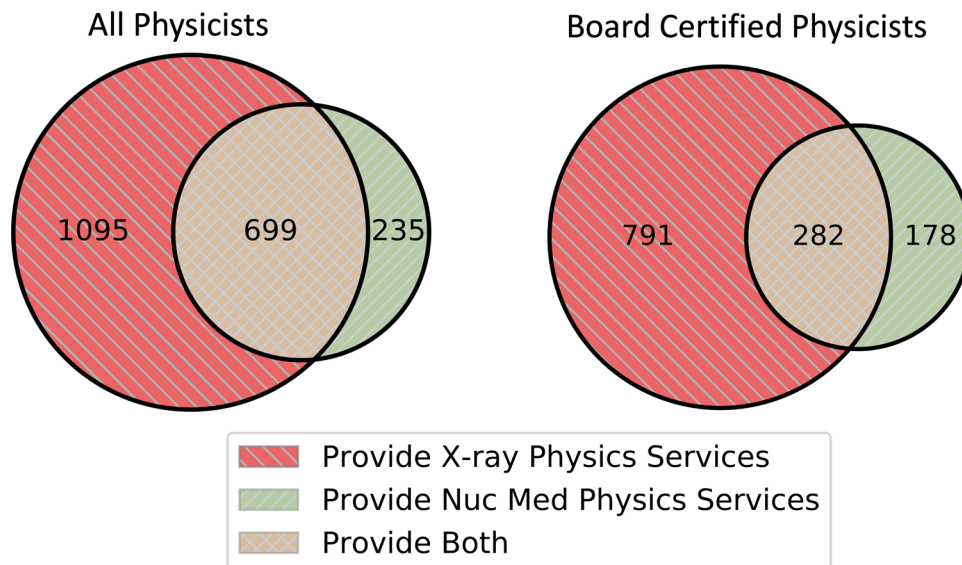 All Physicists
Board Certified Physicists
1095
699
235
791
282
178
Provide X-ray Physics Services
Provide Nuc Med Physics Services
Provide Both